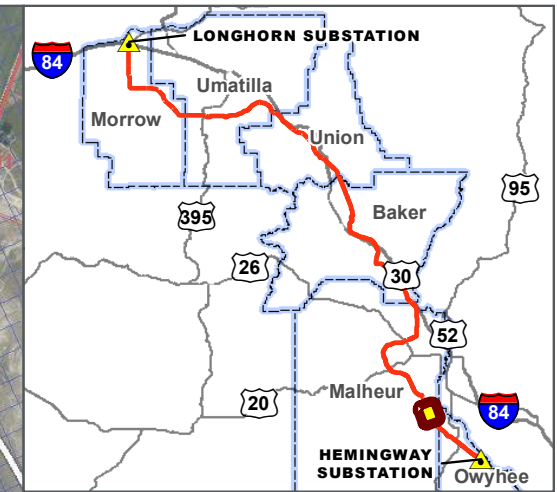 LONGHORN SUBSTATION
84
Umatilla
Morrow
Union
95
Baker
395
26
30
52
Malheur
20
84
HEMINGWAY
SUBSTATION
Owyhee